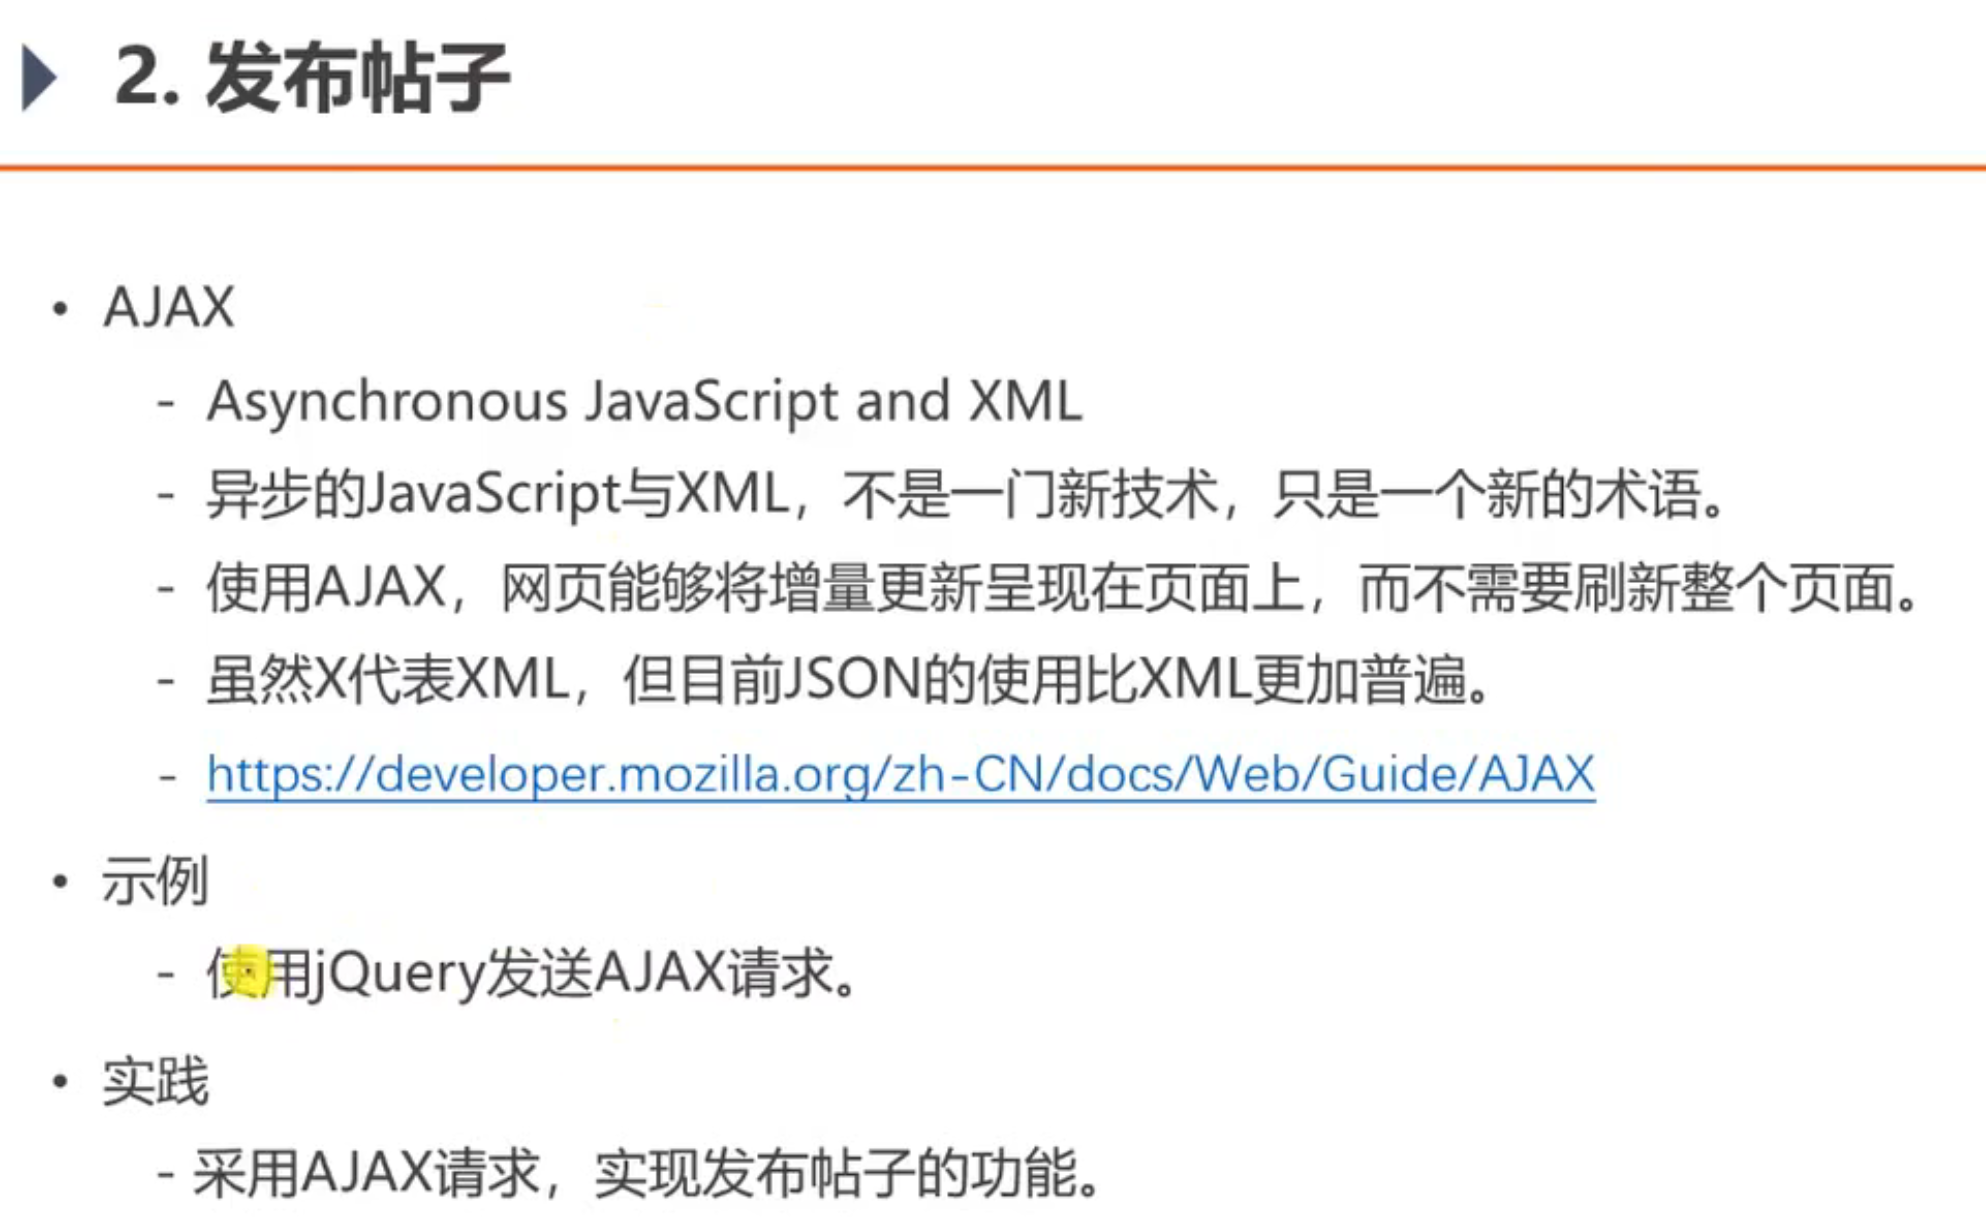 2. 发布帖子
• AJAX
- Asynchronous JavaScript and XML
- 异步的JavaScript与XML，不是一门新技术，只是一个新的术语。
- 使用AJAX，网页能够将增量更新呈现在页面上，而不需要刷新整个页面。
- 虽然X代表XML，但目前JSON的使用比XML更加普遍。
- https://developer.mozilla.org/zh-CN/docs/Web/Guide/AJAX
• 示例
- 使用jQuery发送AJAX请求。
• 实践
- 采用AJAX请求，实现发布帖子的功能。